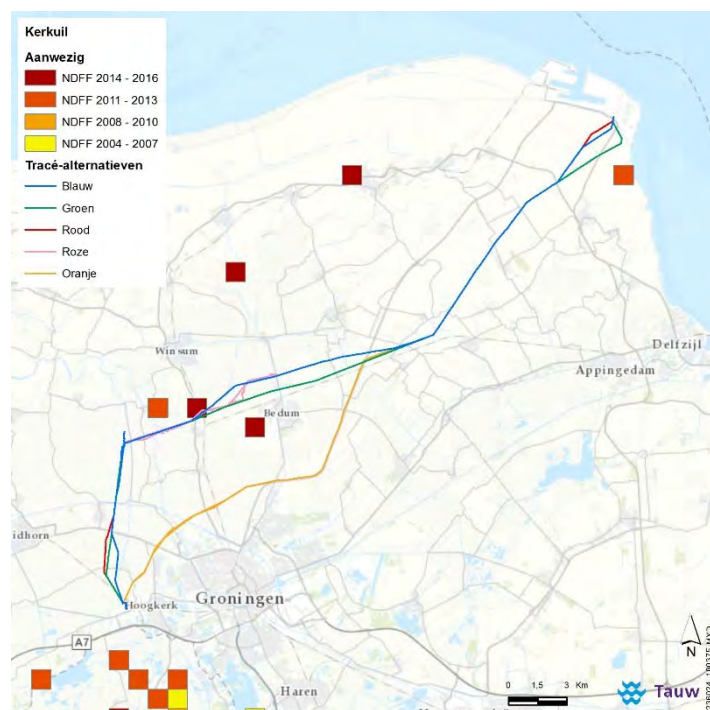 Kerkuil
Aanwezig
NDFF 2014 - 2016
NDFF 2011 - 2013
NDFF 2008 - 2010
NDFF 2004 - 2007
Tracé-alternatieven
Blauw
Groen
Rood
Roze
Oranje
Winsum
Delfzijl
Appingedam
Bedum
idhorn
Hoogkerk
Groningen
A7
Haren
N
0 1,5 3 Km
Tauw